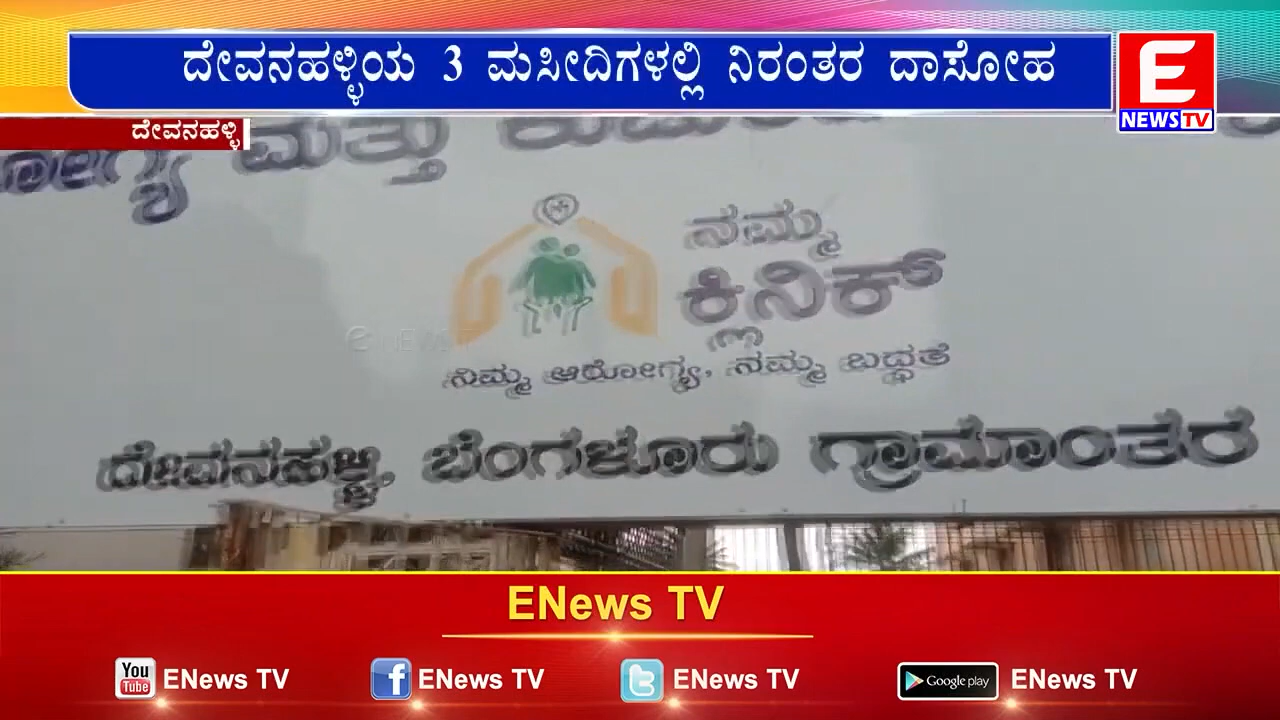 ದೇವನಹಳ್ಳಿಯ 3 ಮಸೀದಿಗಳಲ್ಲಿ ನಿರಂತರ ದಾಸೋಹ
E
NEWS TV
ದೇವನಹಳ್ಳಿ
ಮತ್ತು
ನಮ್ಮ
ಕ್ಲಿನಿಕ್
ನಿಮ್ಮ ಆರೋಗ್ಯ, ನಮ್ಮ ಬದ್ಧತೆ
ದೇವನಹಳ್ಳಿ, ಬೆಂಗಳೂರು ಗ್ರಾಮಾಂತರ
ENews TV
You Tube ENews TV
f ENews TV
t ENews TV
Google play ENews TV